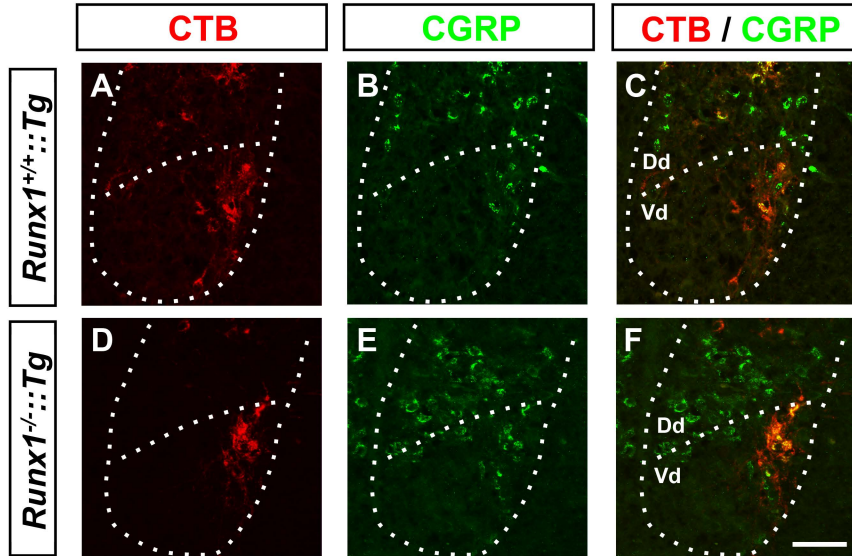 CTB CGRP CTB / CGRP
Runx1+/+::Tg
A B C
Dd
Vd
Runx1-/-::Tg
D E F
Dd
Vd